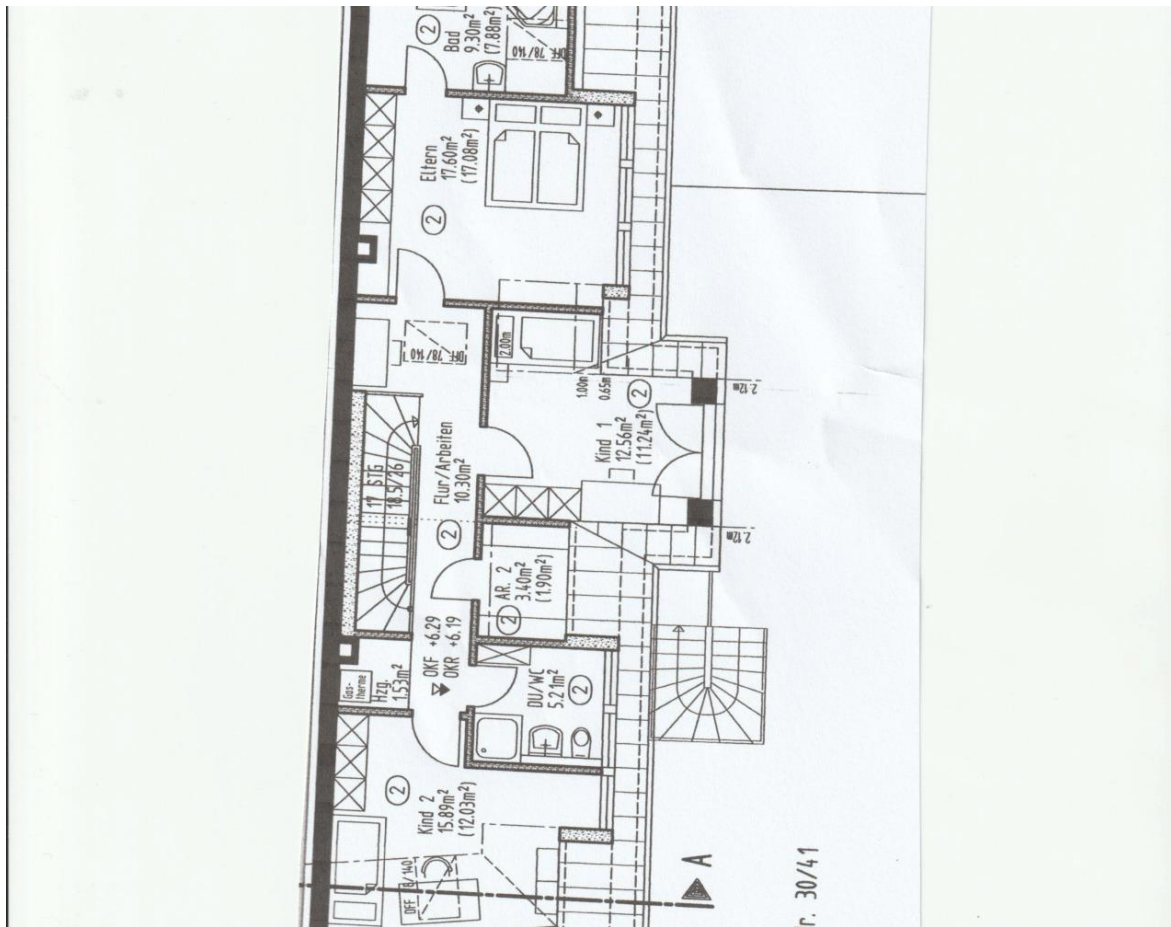 2
Bad
9.30m²
(7.88m²)
DFF 78/140
Eltern
17.60m²
(17.08m²)
2
DFF 78/140
2.00m
1.00m
0.65m
2
Kind 1
12.56m²
(11.24m²)
2.12m
2.12m
17 STG
18.5/26
Flur/Arbeiten
10.30m²
2
AR. 2
3.40m²
(1.90m²)
2
OKF +6.29
OKR +6.19
Gas-
therme
Hzg.
1.53m²
DU/WC
5.21m²
2
2
Kind 2
15.89m²
(12.03m²)
DFF 8/140
A
r. 30/41